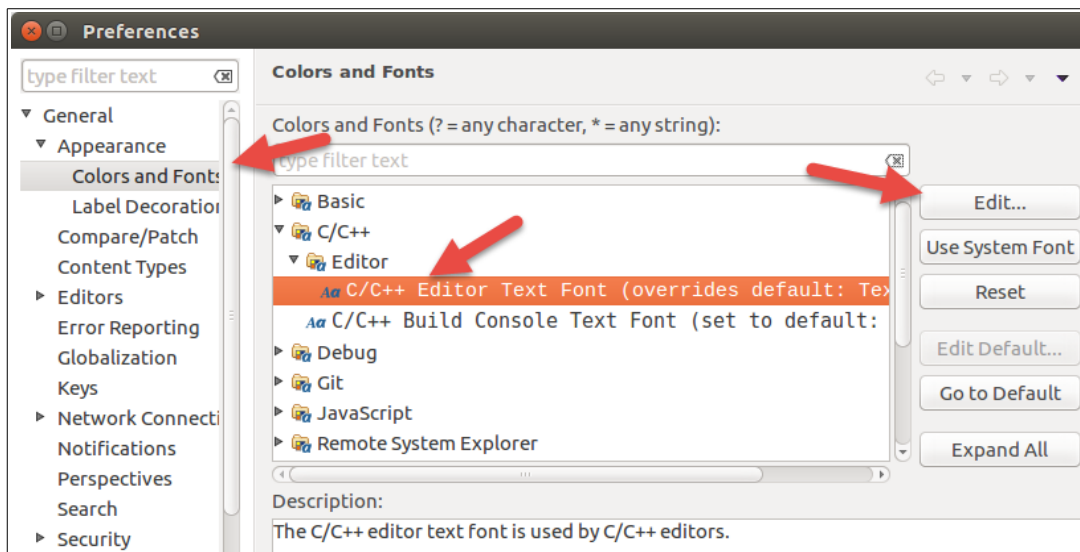 Preferences
type filter text
General
Appearance
Colors and Fonts
Label Decoration
Compare/Patch
Content Types
Editors
Error Reporting
Globalization
Keys
Network Connecti
Notifications
Perspectives
Search
Security
Colors and Fonts
Colors and Fonts (? = any character, * = any string):
type filter text
Basic
C/C++
Editor
Aa C/C++ Editor Text Font (overrides default: Tex
Aa C/C++ Build Console Text Font (set to default:
Debug
Git
JavaScript
Remote System Explorer
Edit...
Use System Font
Reset
Edit Default...
Go to Default
Expand All
Description:
The C/C++ editor text font is used by C/C++ editors.